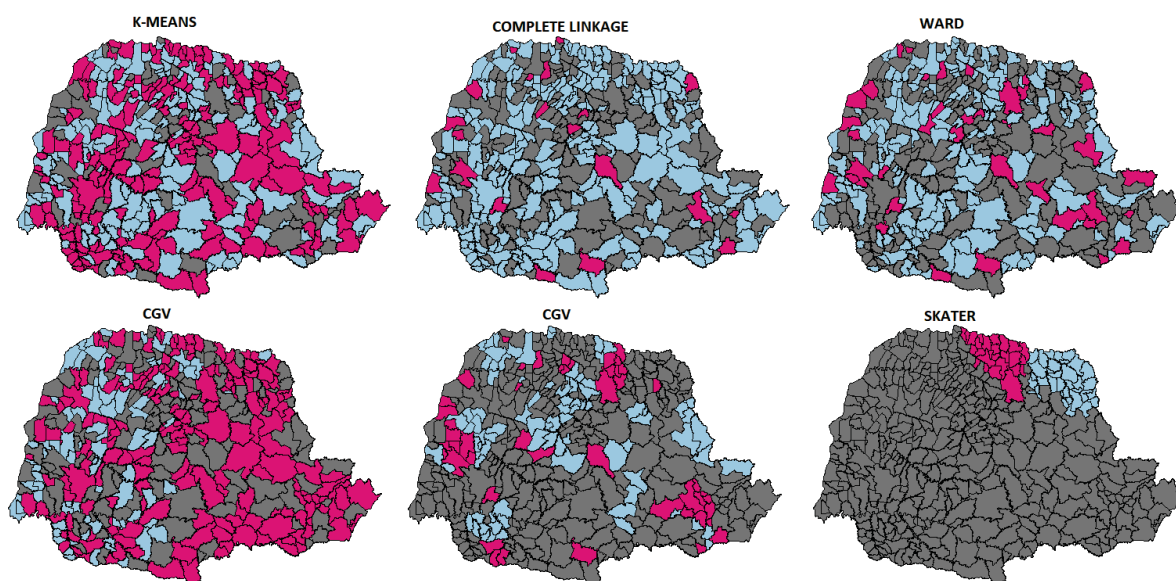 K-MEANS
COMPLETE LINKAGE
WARD
CGV
CGV
SKATER